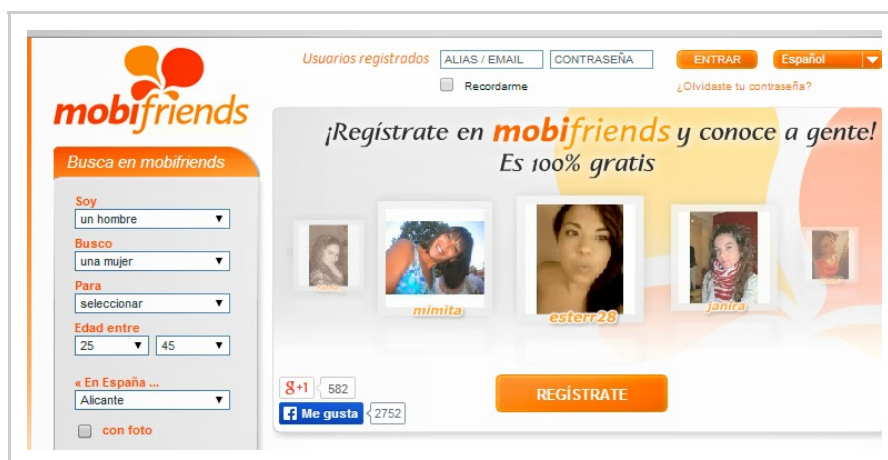 Usuarios registrados ALIAS / EMAIL CONTRASEÑA ENTRAR Español
Recordarme ¿Olvidaste tu contraseña?
mobifriends
Busca en mobifriends
Soy
un hombre
Busco
una mujer
Para
seleccionar
Edad entre
25 45
« En España ...
Alicante
con foto
¡Regístrate en mobifriends y conoce a gente!
Es 100% gratis
mimita
esterr28
janira
g+1 582
Me gusta 2752
REGÍSTRATE